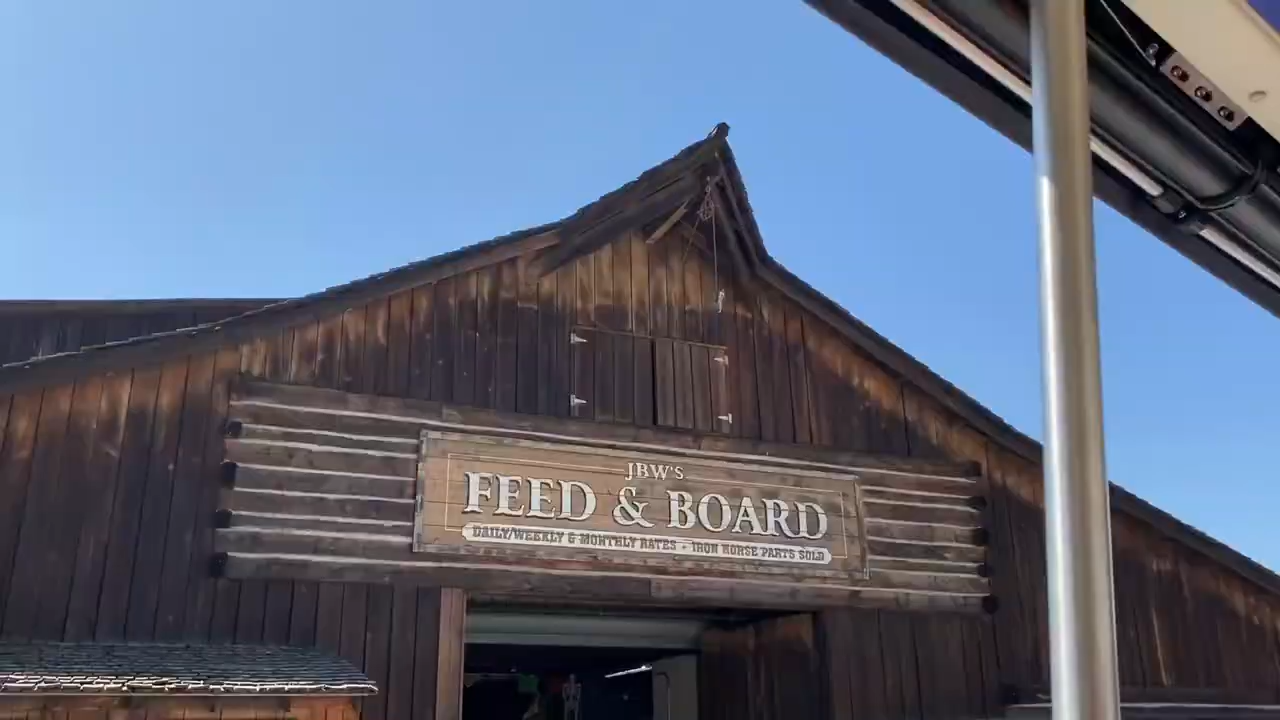 JBW'S
FEED & BOARD
DAILY/WEEKLY & MONTHLY RATES - IRON HORSE PARTS SOLD